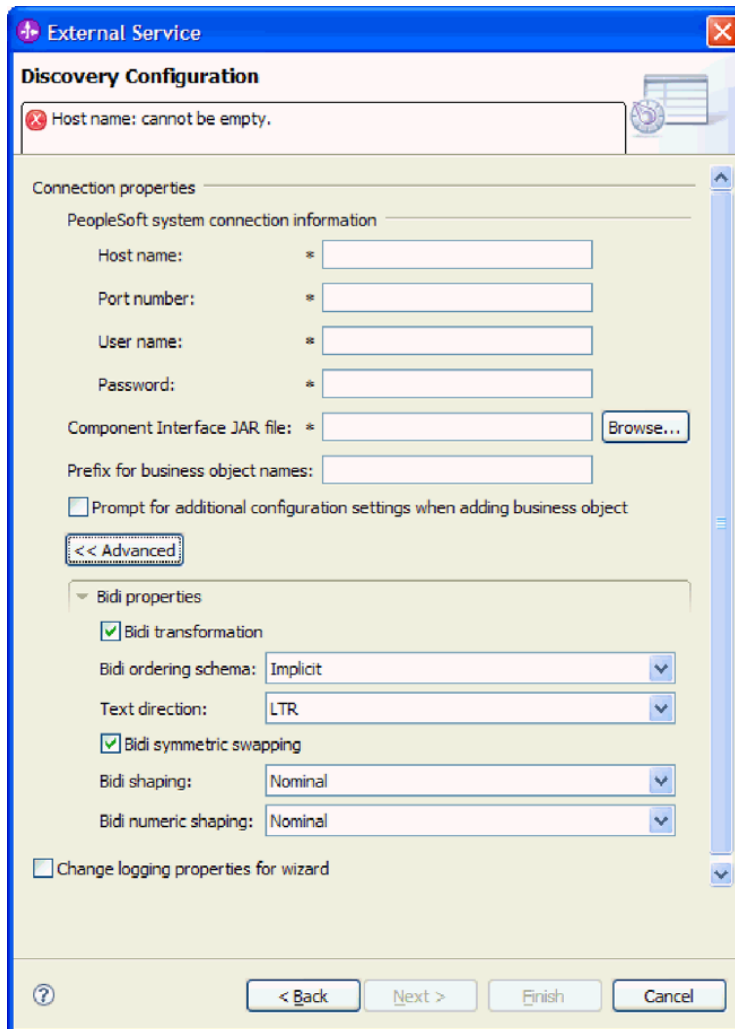 External Service
Discovery Configuration
Host name: cannot be empty.
Connection properties
PeopleSoft system connection information
Host name: *
Port number: *
User name: *
Password: *
Component Interface JAR file: * Browse...
Prefix for business object names:
Prompt for additional configuration settings when adding business object
<< Advanced
Bidi properties
Bidi transformation
Bidi ordering schema: Implicit
Text direction: LTR
Bidi symmetric swapping
Bidi shaping: Nominal
Bidi numeric shaping: Nominal
Change logging properties for wizard
? < Back Next > Finish Cancel